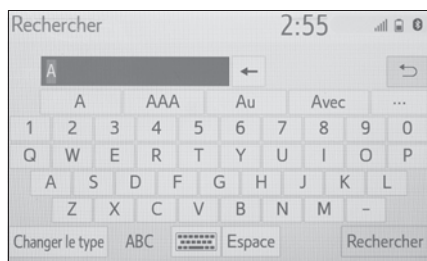 Rechercher 2:55
A ←
A AAA Au Avec ...
1 2 3 4 5 6 7 8 9 0
Q W E R T Y U I O P
A S D F G H J K L
Z X C V B N M -
Changer le type ABC Espace Rechercher